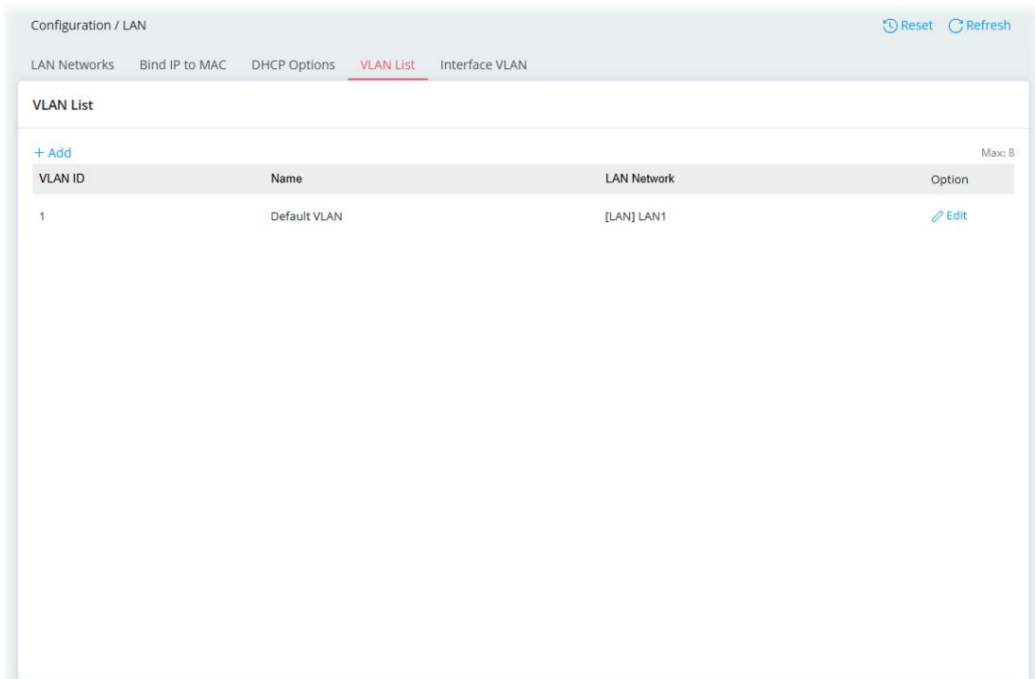 Configuration / LAN Reset Refresh
LAN Networks Bind IP to MAC DHCP Options VLAN List Interface VLAN
VLAN List
+ Add Max: 8
VLAN ID Name LAN Network Option
1 Default VLAN [LAN] LAN1 Edit